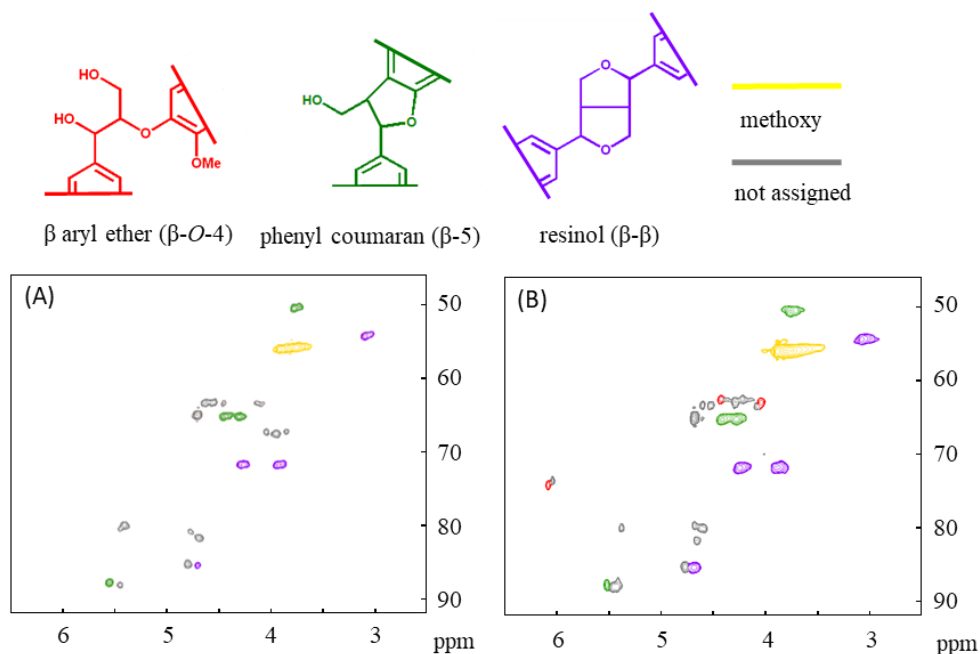 HO
HO
O
OMe
HO
O
O
O
methoxy
not assigned
β aryl ether (β-O-4)
phenyl coumaran (β-5)
resinol (β-β)
(A)
50
60
70
80
90
6 5 4 3 ppm
(B)
50
60
70
80
90
6 5 4 3 ppm